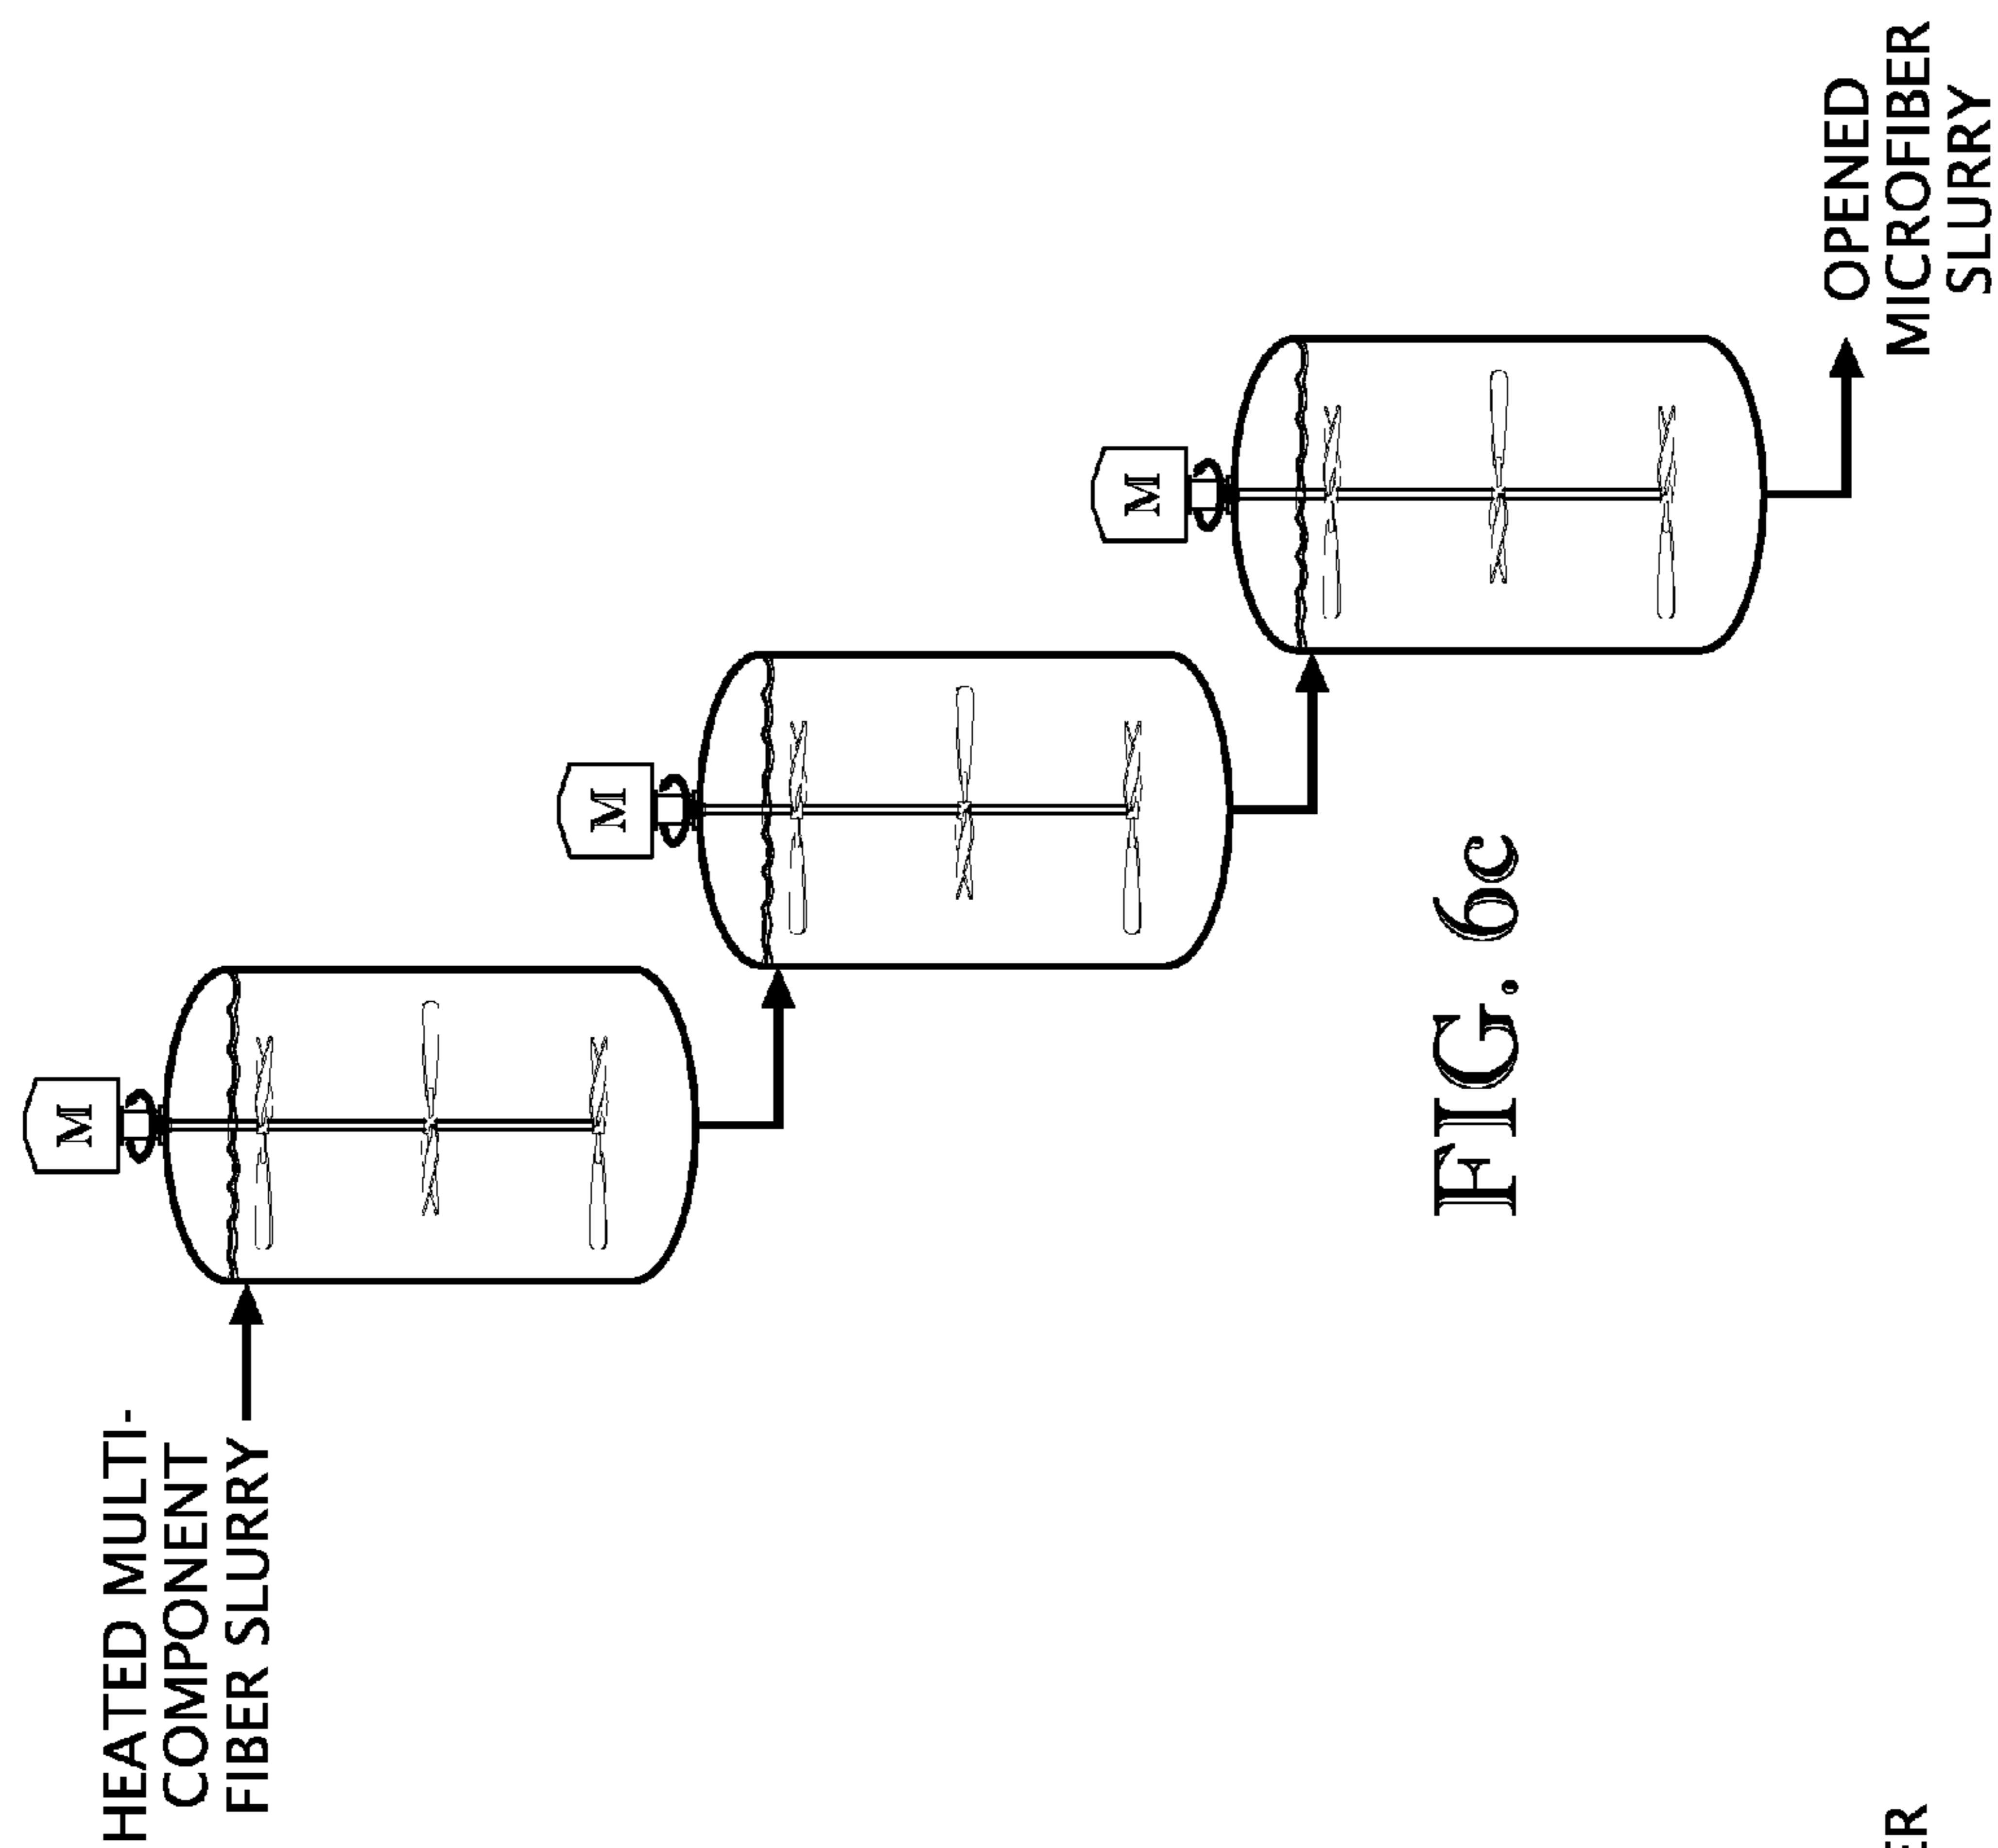 HEATED MULTI-
COMPONENT
FIBER SLURRY
M
M
M
OPENED
MICROFIBER
SLURRY
FIG. 6c